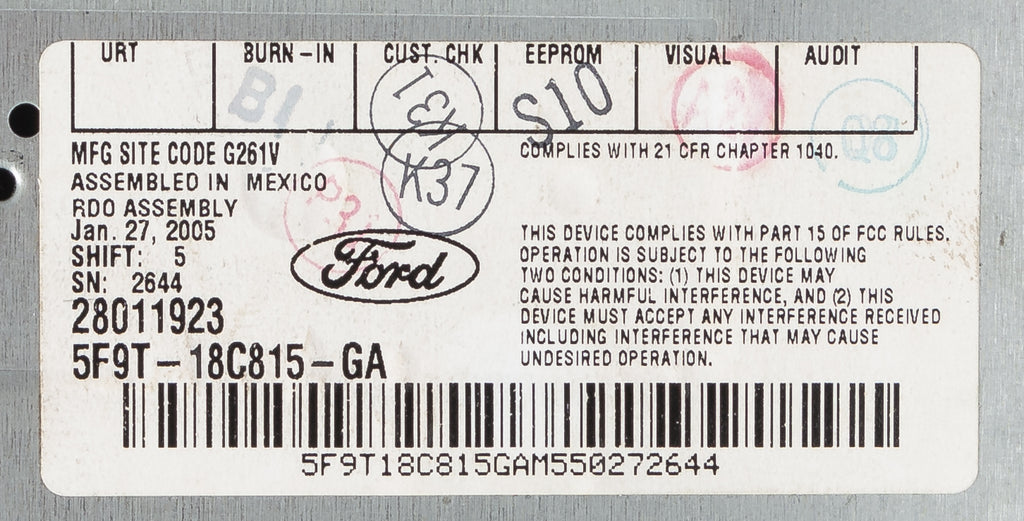 URT BURN-IN CUST. CHK EEPROM VISUAL AUDIT
B1 K31 S10 Q8
K37
MFG SITE CODE G261V
ASSEMBLED IN MEXICO
RDO ASSEMBLY
Jan. 27, 2005
SHIFT: 5
SN: 2644
28011923
5F9T-18C815-GA
Ford
COMPLIES WITH 21 CFR CHAPTER 1040.
THIS DEVICE COMPLIES WITH PART 15 OF FCC RULES.
OPERATION IS SUBJECT TO THE FOLLOWING
TWO CONDITIONS: (1) THIS DEVICE MAY
CAUSE HARMFUL INTERFERENCE, AND (2) THIS
DEVICE MUST ACCEPT ANY INTERFERENCE RECEIVED
INCLUDING INTERFERENCE THAT MAY CAUSE
UNDESIRED OPERATION.
5F9T18C815GAM550272644